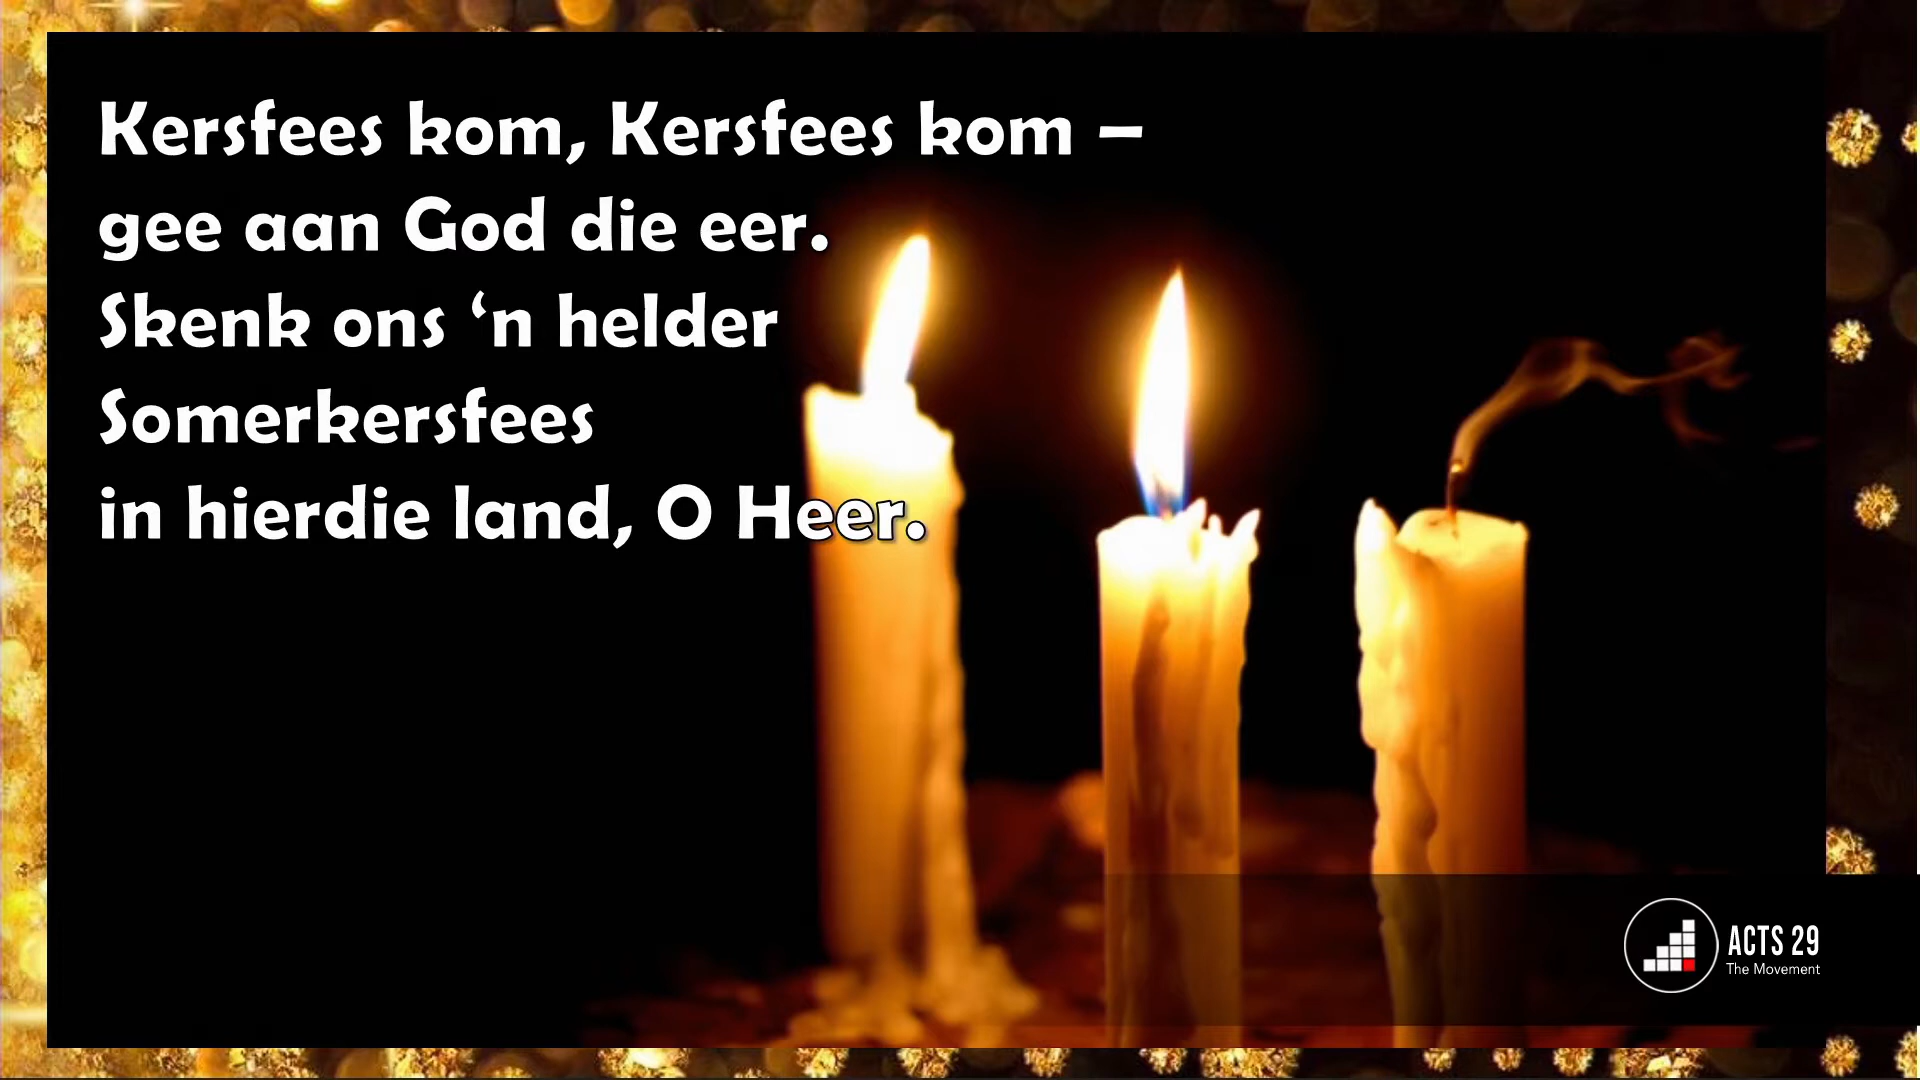 Kersfees kom, Kersfees kom –
gee aan God die eer.
Skenk ons ‘n helder
Somerkersfees
in hierdie land, O Heer.
ACTS 29
The Movement